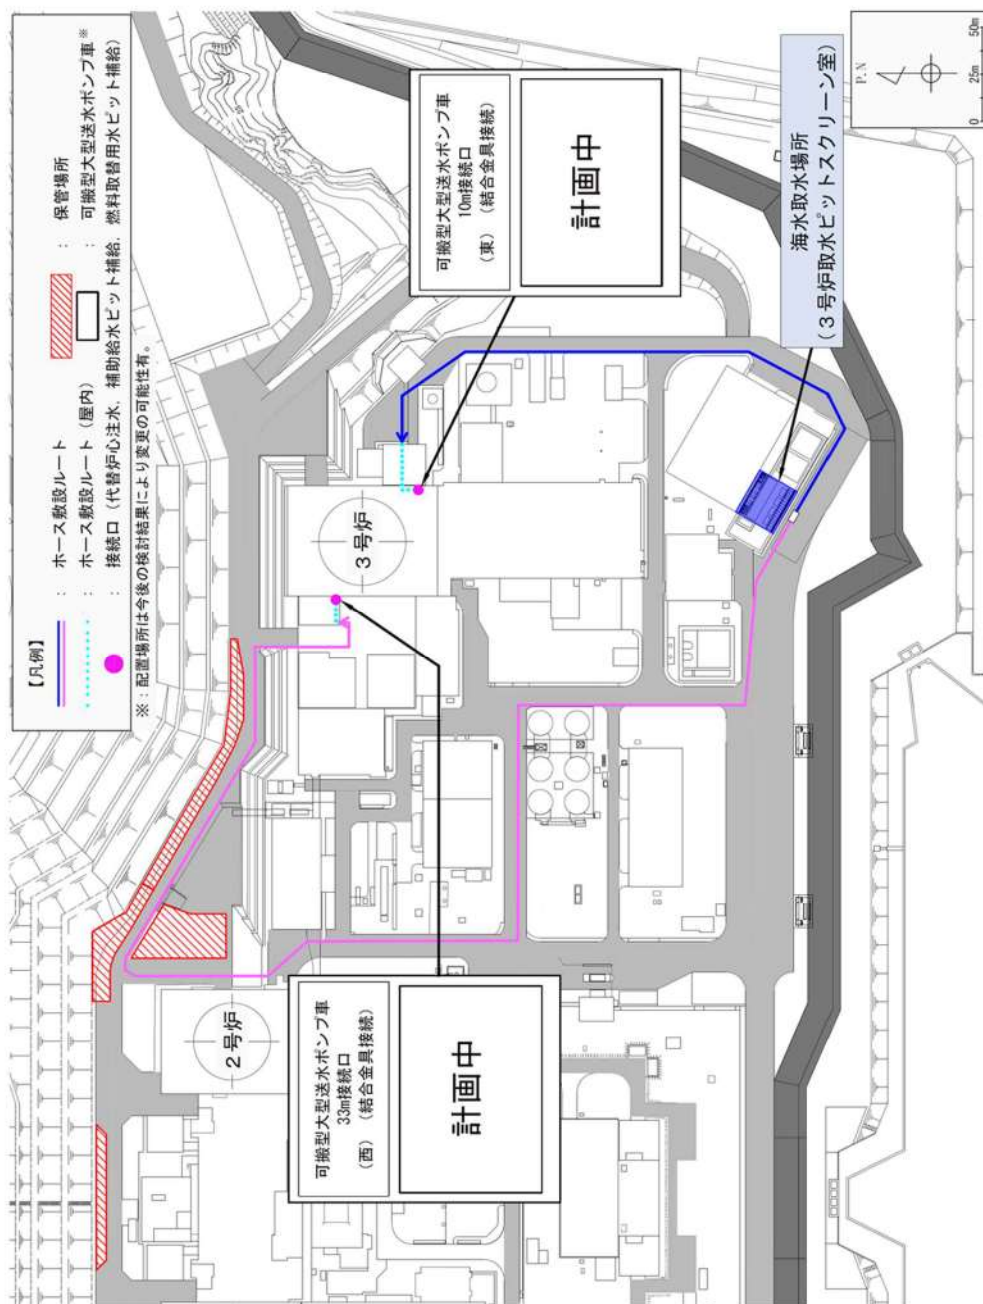 【凡例】
： ホース敷設ルート
： 保管場所
： ホース敷設ルート（屋内）
： 可搬型大型送水ポンプ車※
： 接続口（代替炉心注水，補助給水ピット補給，燃料取替用水ピット補給）
※：配置場所は今後の検討結果により変更の可能性有。
可搬型大型送水ポンプ車
33m接続口
（西）（結合金具接続）
計画中
2号炉
3号炉
可搬型大型送水ポンプ車
10m接続口
（東）（結合金具接続）
計画中
海水取水場所
（3号炉取水ピットスクリーン室）
P.N
0 25m 50m